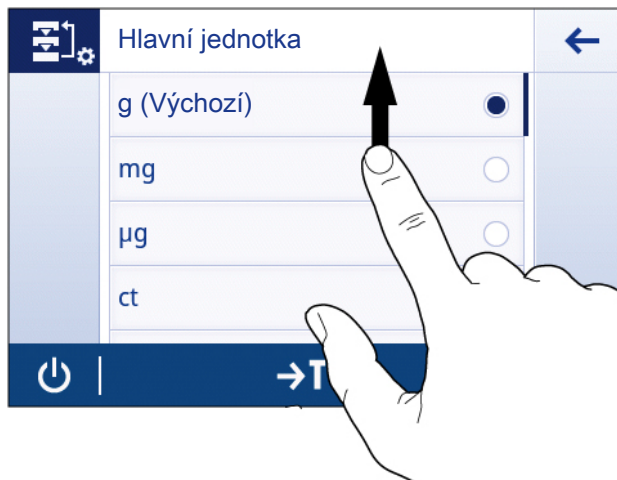 Hlavní jednotka
g (Výchozí)
mg
µg
ct
→T